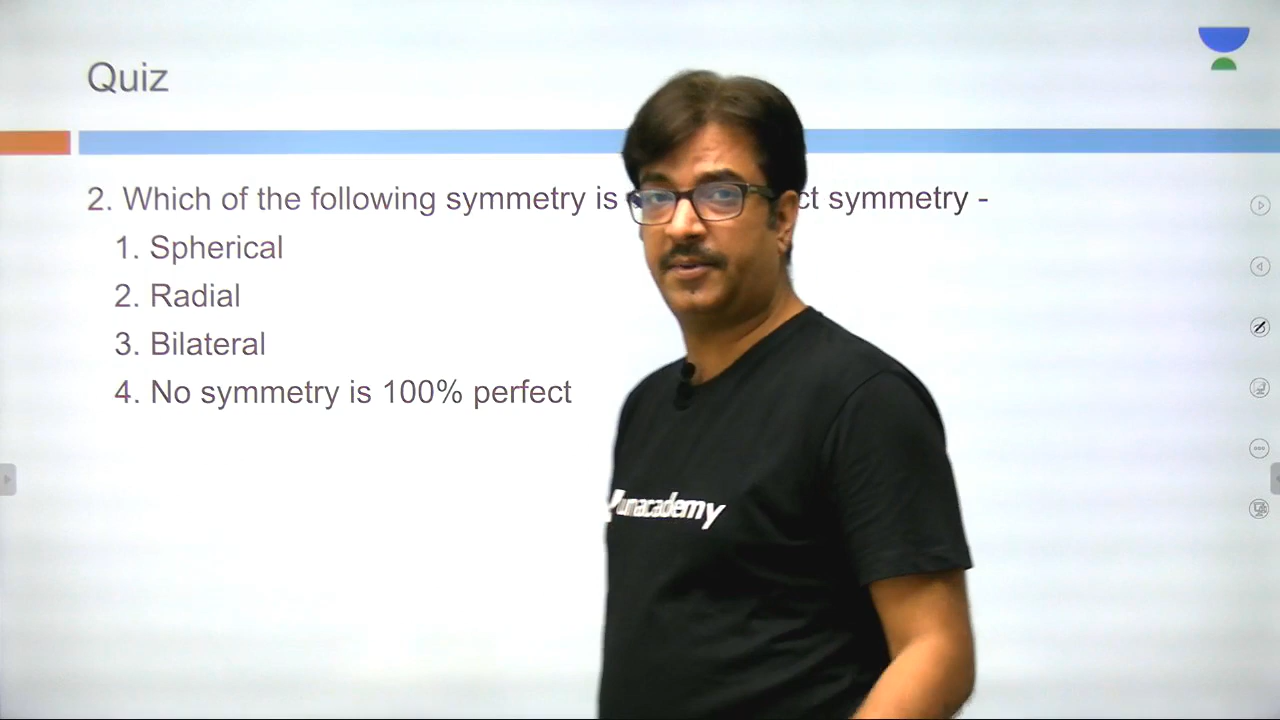 Quiz
2. Which of the following symmetry is symmetry -
1. Spherical
2. Radial
3. Bilateral
4. No symmetry is 100% perfect
unacademy